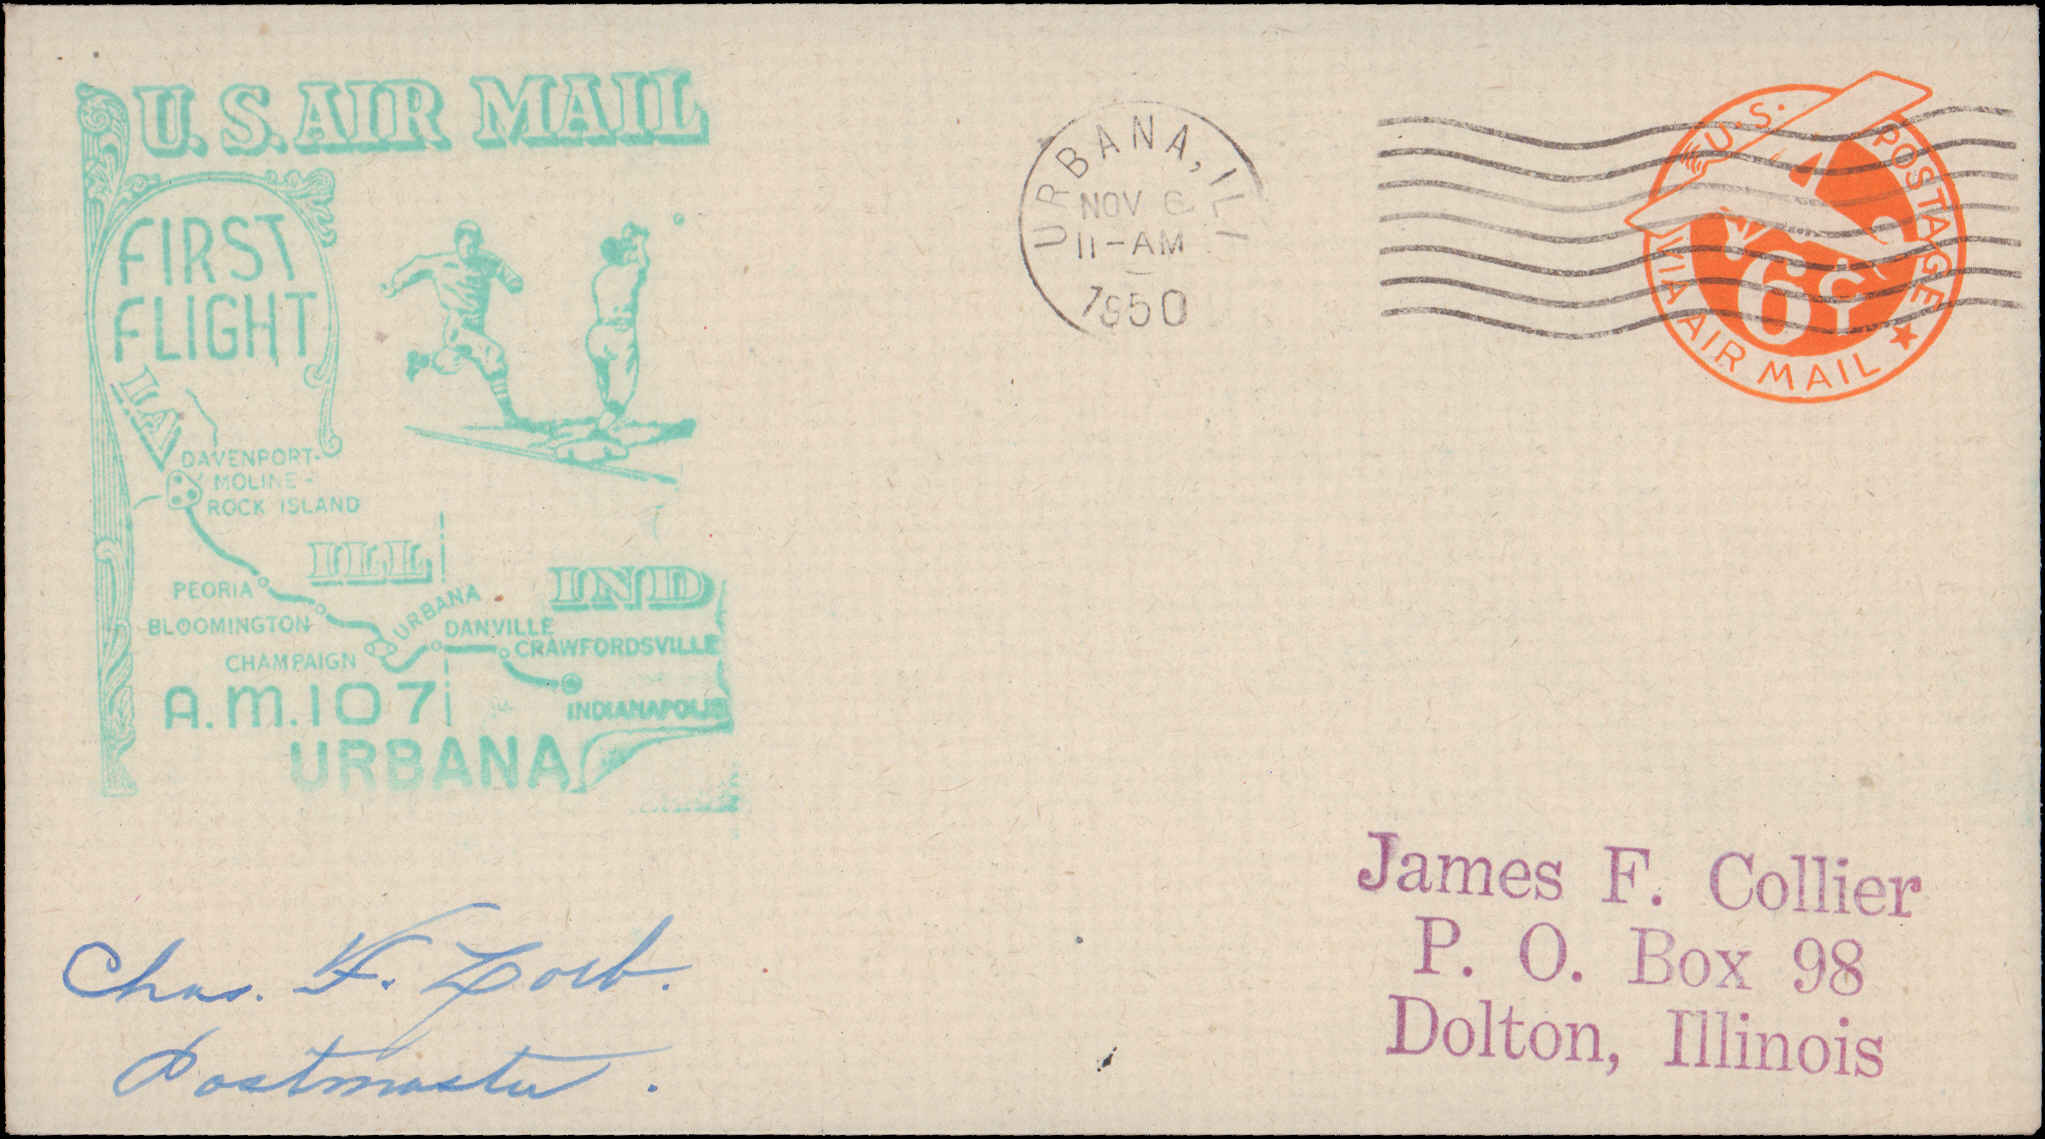 U.S. AIR MAIL
FIRST
FLIGHT
IA
DAVENPORT-
MOLINE-
ROCK ISLAND
ILL
IND
PEORIA
BLOOMINGTON
URBANA
DANVILLE
CRAWFORDSVILLE
CHAMPAIGN
INDIANAPOLIS
A.M.107
URBANA
URBANA, ILL
NOV 6
11-AM
1950
U.S. POSTAGE
6¢
VIA AIR MAIL
Chas. F. Zorb.
Postmaster.
James F. Collier
P. O. Box 98
Dolton, Illinois